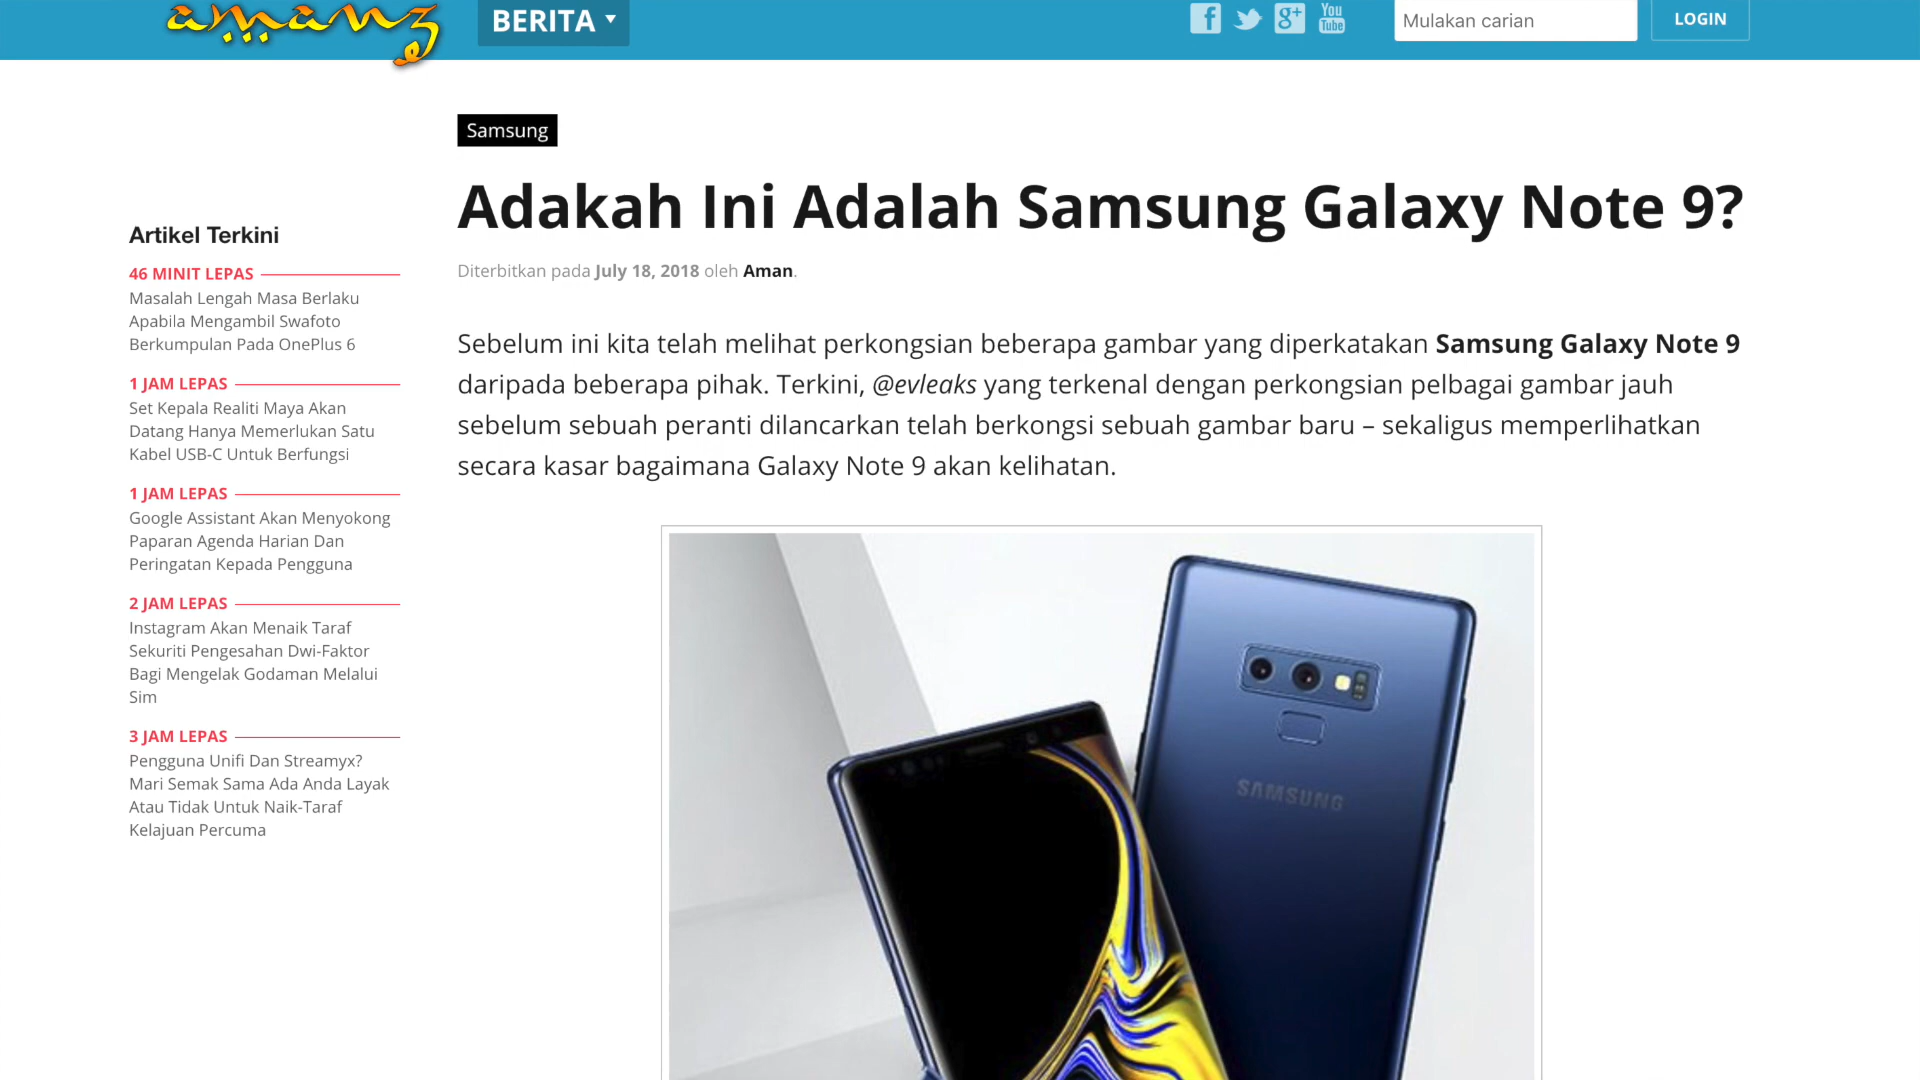 amanz
BERITA
f
g+
You
Tube
Mulakan carian
LOGIN
Samsung
Adakah Ini Adalah Samsung Galaxy Note 9?
Diterbitkan pada July 18, 2018 oleh Aman.
Sebelum ini kita telah melihat perkongsian beberapa gambar yang diperkatakan Samsung Galaxy Note 9
daripada beberapa pihak. Terkini, @evleaks yang terkenal dengan perkongsian pelbagai gambar jauh
sebelum sebuah peranti dilancarkan telah berkongsi sebuah gambar baru – sekaligus memperlihatkan
secara kasar bagaimana Galaxy Note 9 akan kelihatan.
Artikel Terkini
46 MINIT LEPAS
Masalah Lengah Masa Berlaku
Apabila Mengambil Swafoto
Berkumpulan Pada OnePlus 6
1 JAM LEPAS
Set Kepala Realiti Maya Akan
Datang Hanya Memerlukan Satu
Kabel USB-C Untuk Berfungsi
1 JAM LEPAS
Google Assistant Akan Menyokong
Paparan Agenda Harian Dan
Peringatan Kepada Pengguna
2 JAM LEPAS
Instagram Akan Menaik Taraf
Sekuriti Pengesahan Dwi-Faktor
Bagi Mengelak Godaman Melalui
Sim
3 JAM LEPAS
Pengguna Unifi Dan Streamyx?
Mari Semak Sama Ada Anda Layak
Atau Tidak Untuk Naik-Taraf
Kelajuan Percuma
SAMSUNG